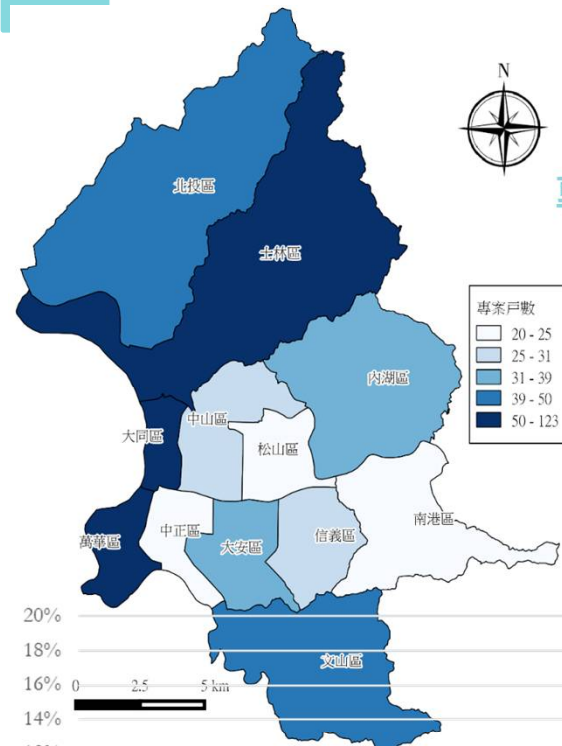 N
北投區
士林區
專案戶數
20 - 25
25 - 31
31 - 39
39 - 50
50 - 123
內湖區
中山區
大同區
松山區
南港區
中正區
信義區
萬華區
大安區
20%
18%
文山區
16%
0 2.5 5 km
14%